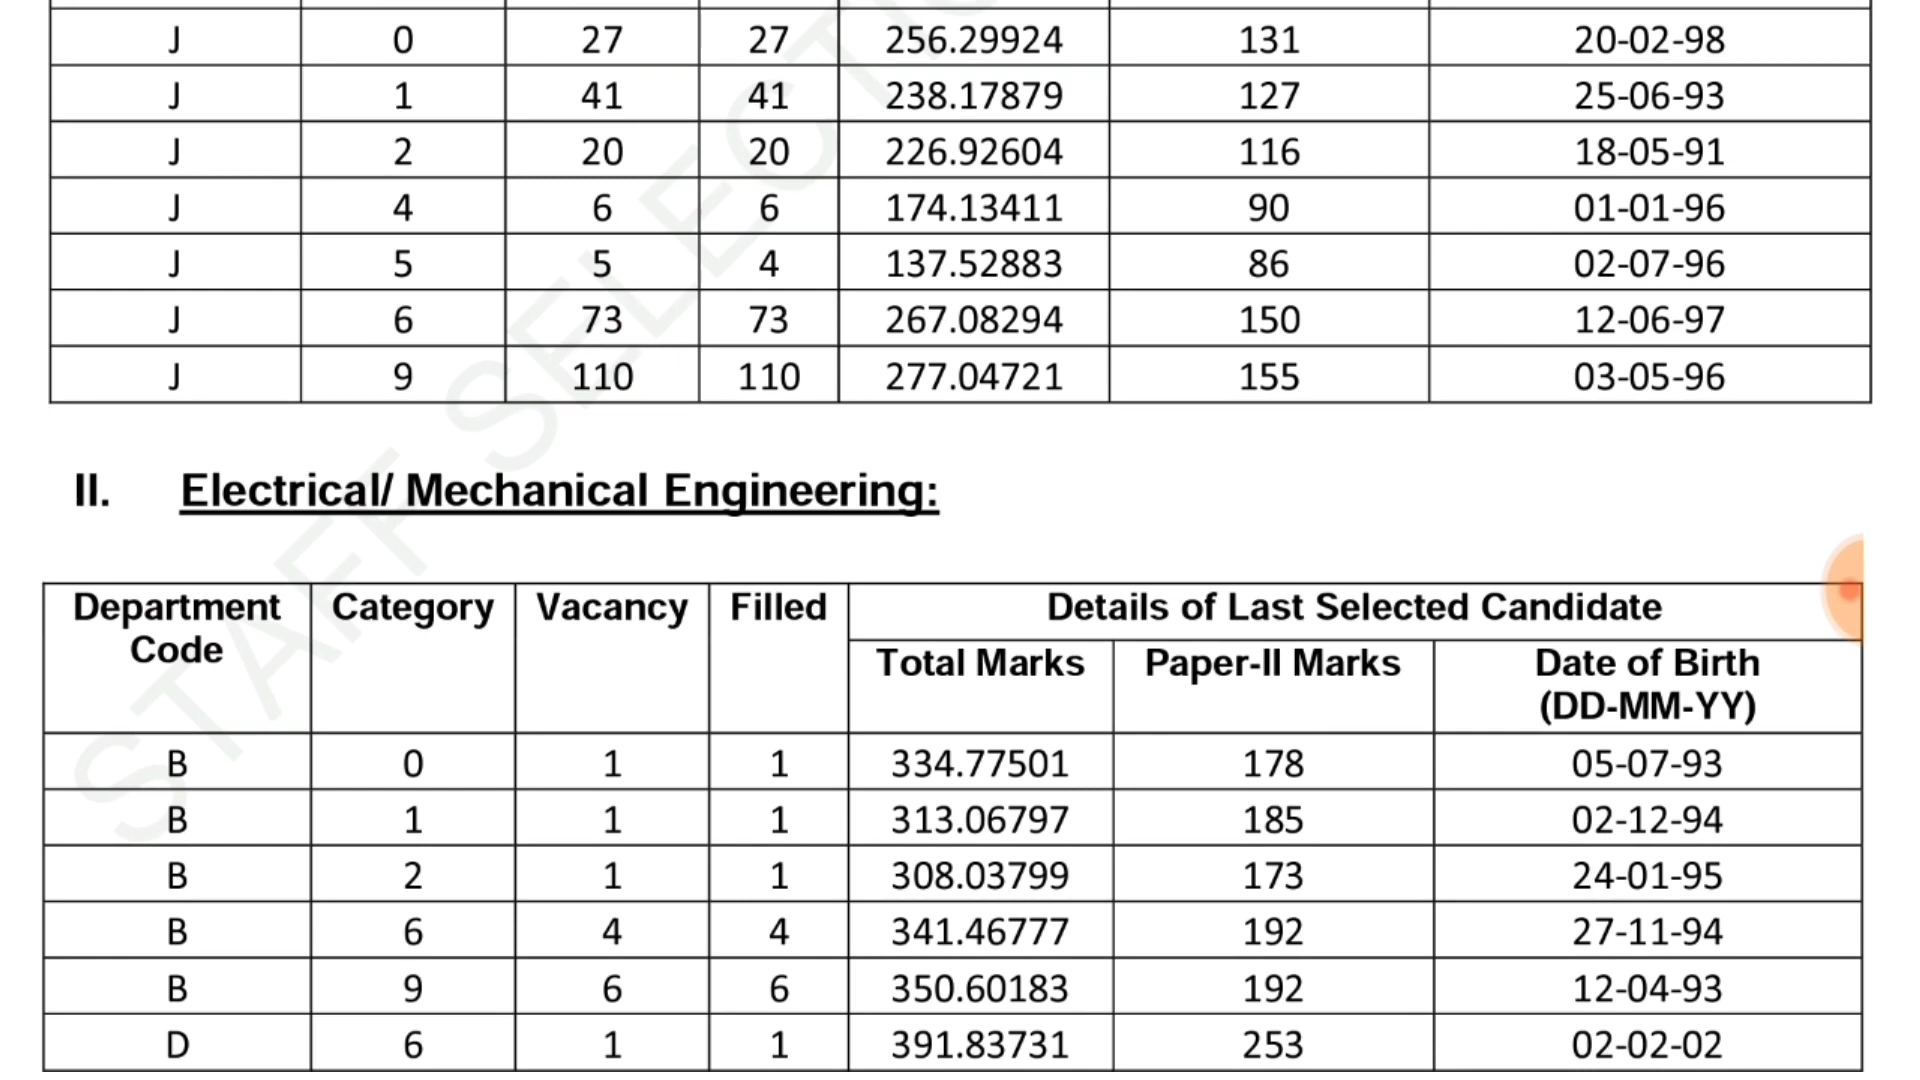 J 0 27 27 256.29924 131 20-02-98
J 1 41 41 238.17879 127 25-06-93
J 2 20 20 226.92604 116 18-05-91
J 4 6 6 174.13411 90 01-01-96
J 5 5 4 137.52883 86 02-07-96
J 6 73 73 267.08294 150 12-06-97
J 9 110 110 277.04721 155 03-05-96
II. Electrical/ Mechanical Engineering:
Department Category Vacancy Filled Details of Last Selected Candidate
Code Total Marks Paper-II Marks Date of Birth
(DD-MM-YY)
B 0 1 1 334.77501 178 05-07-93
B 1 1 1 313.06797 185 02-12-94
B 2 1 1 308.03799 173 24-01-95
B 6 4 4 341.46777 192 27-11-94
B 9 6 6 350.60183 192 12-04-93
D 6 1 1 391.83731 253 02-02-02
STAFF SELECTIO